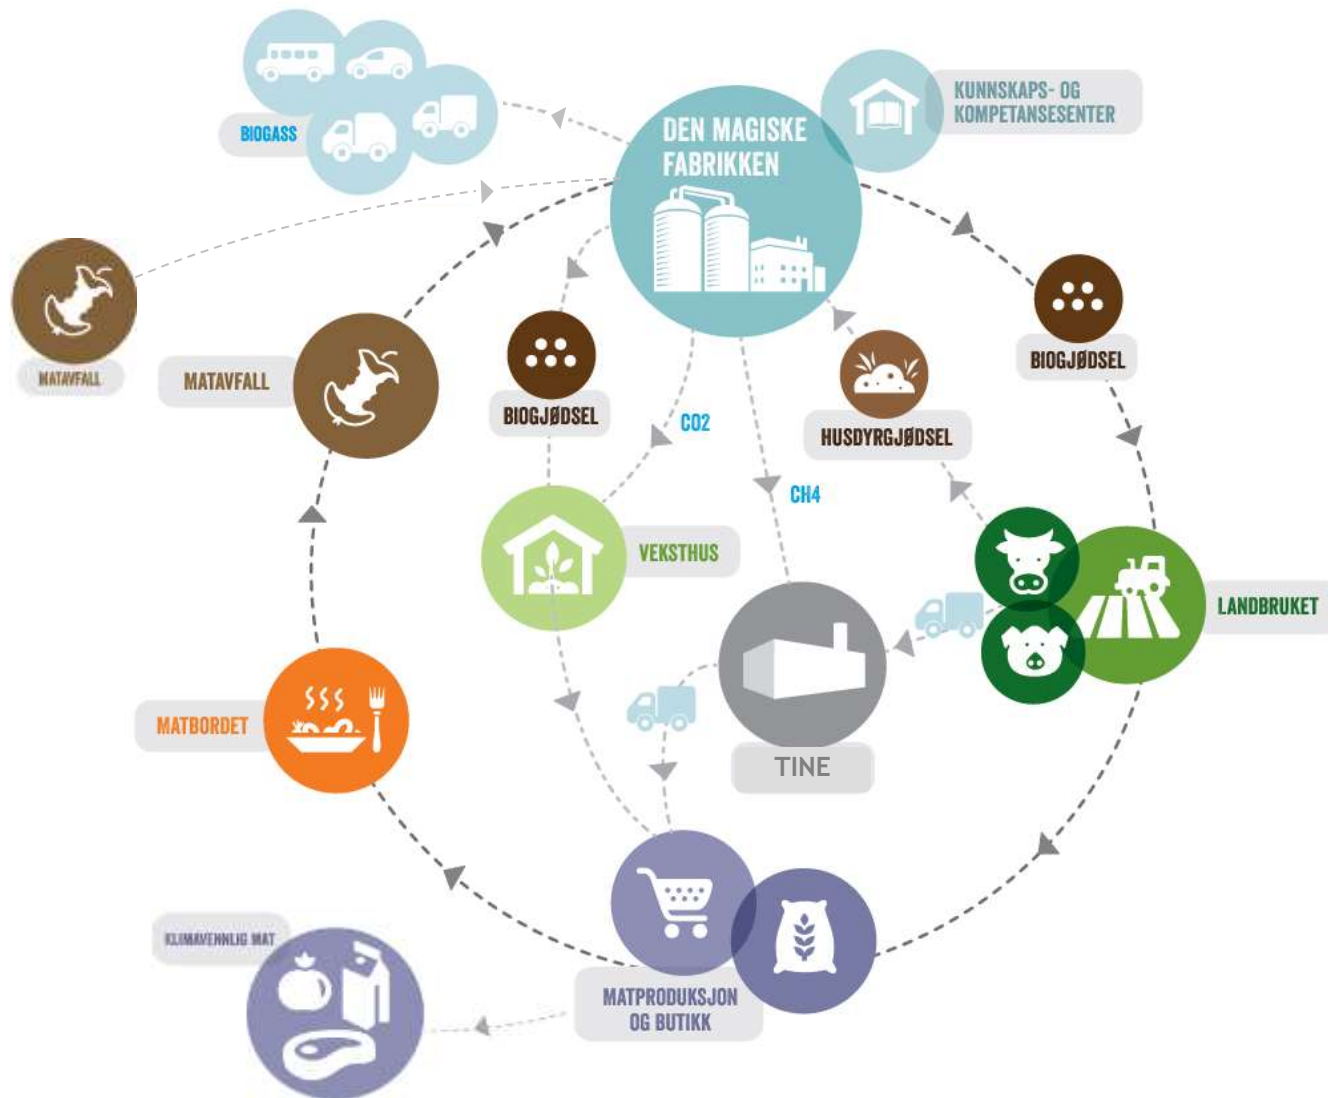 KUNNSKAPS- OG
KOMPETANSESENTER
DEN MAGISKE
FABRIKKEN
BIOGASS
BIOGJØDSEL
MATAVFALL
MATAVFALL
BIOGJØDSEL
CO2
HUSDYRGJØDSEL
CH4
VEKSTHUS
LANDBRUKET
MATBORDET
TINE
KLIMAVENNLIG MAT
MATPRODUKSJON
OG BUTIKK